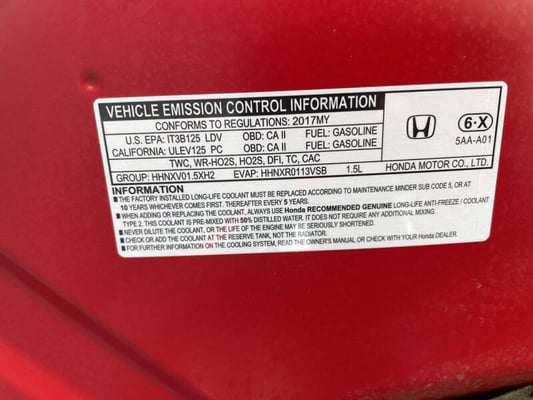 VEHICLE EMISSION CONTROL INFORMATION
CONFORMS TO REGULATIONS: 2017MY
U.S. EPA: IT3B125 LDV OBD: CA II FUEL: GASOLINE
CALIFORNIA: ULEV125 PC OBD: CA II FUEL: GASOLINE
TWC, WR-HO2S, HO2S, DFI, TC, CAC
GROUP: HHNXV01.5XH2 EVAP: HHNXR0113VSB 1.5L
6-X
5AA-A01
HONDA MOTOR CO., LTD.
INFORMATION
■ THE FACTORY INSTALLED LONG-LIFE COOLANT MUST BE REPLACED ACCORDING TO MAINTENANCE MINDER SUB CODE 5, OR AT
10 YEARS WHICHEVER COMES FIRST. THEREAFTER EVERY 5 YEARS.
■ WHEN ADDING OR REPLACING THE COOLANT, ALWAYS USE Honda RECOMMENDED GENUINE LONG-LIFE ANTI-FREEZE / COOLANT
TYPE 2. THIS COOLANT IS PRE-MIXED WITH 50% DISTILLED WATER. IT DOES NOT REQUIRE ANY ADDITIONAL MIXING.
■ NEVER DILUTE THE COOLANT, OR THE LIFE OF THE ENGINE MAY BE SERIOUSLY SHORTENED.
■ CHECK OR ADD THE COOLANT AT THE RESERVE TANK, NOT THE RADIATOR.
■ FOR FURTHER INFORMATION ON THE COOLING SYSTEM, READ THE OWNER'S MANUAL OR CHECK WITH YOUR Honda DEALER.